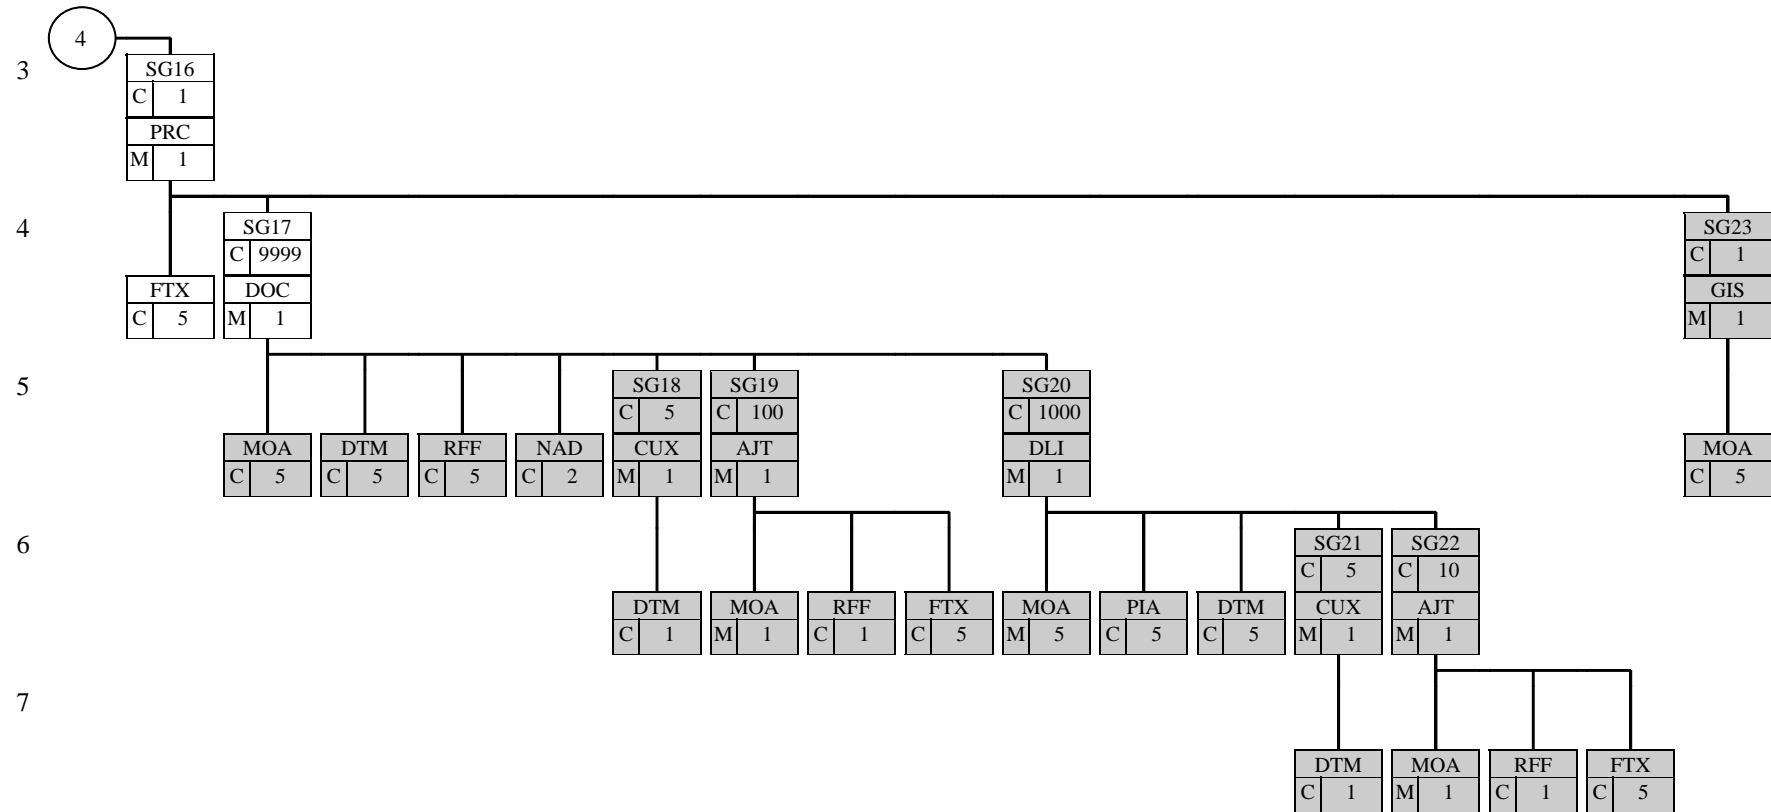 4
3
SG16
C 1
PRC
M 1
4
SG17 SG23
C 9999 C 1
FTX DOC GIS
C 5 M 1 M 1
5
SG18 SG19 SG20
C 5 C 100 C 1000
MOA DTM RFF NAD CUX AJT DLI MOA
C 5 C 5 C 5 C 2 M 1 M 1 M 1 C 5
6
SG21 SG22
C 5 C 10
DTM MOA RFF FTX MOA PIA DTM CUX AJT
C 1 M 1 C 1 C 5 M 5 C 5 C 5 M 1 M 1
7
DTM MOA RFF FTX
C 1 M 1 C 1 C 5